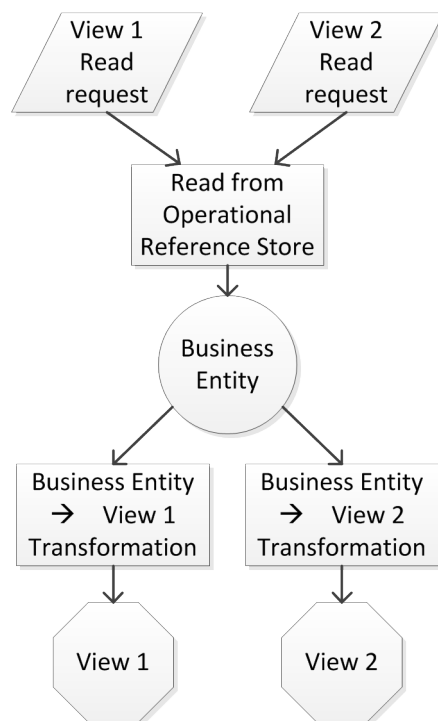 View 1
Read
request
View 2
Read
request
Read from
Operational
Reference Store
Business
Entity
Business Entity
→ View 1
Transformation
Business Entity
→ View 2
Transformation
View 1
View 2